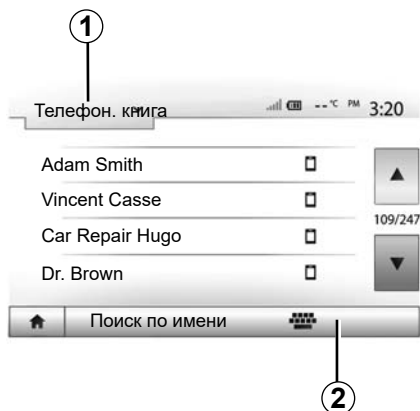 1
Телефон. книга
--°C PM 3:20
Adam Smith
Vincent Casse
109/247
Car Repair Hugo
Dr. Brown
Поиск по имени
2